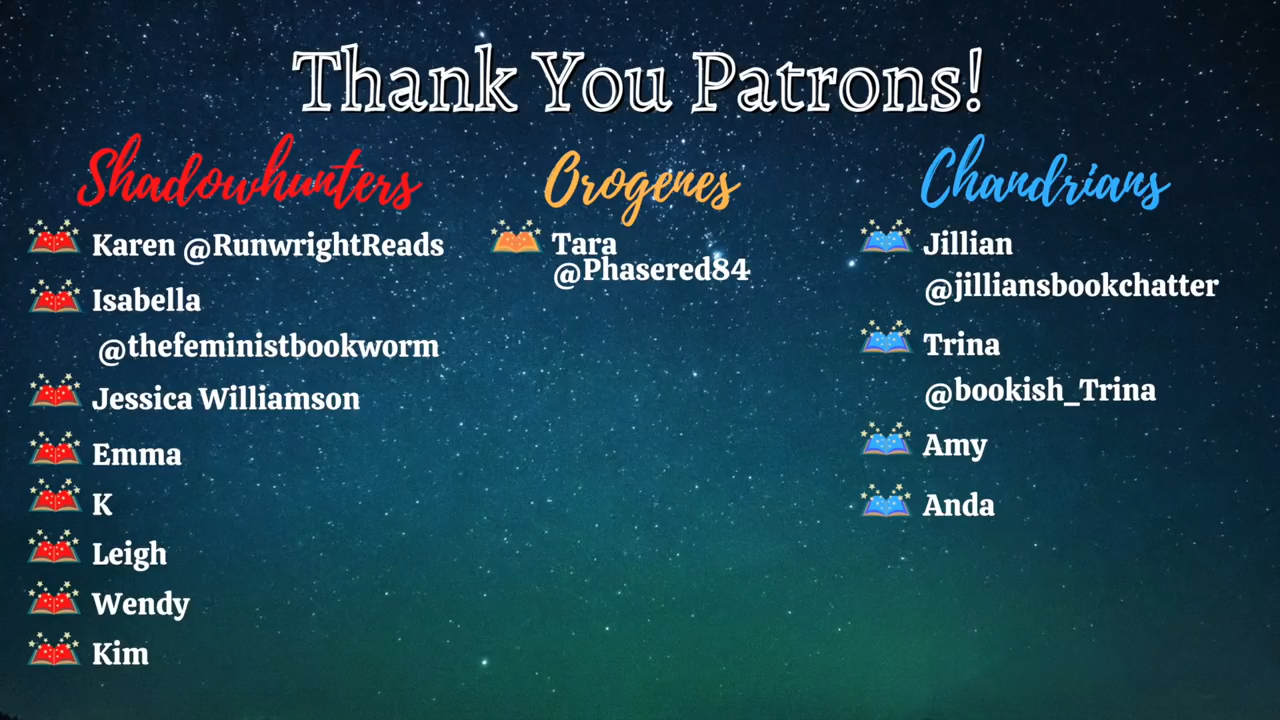 Thank You Patrons!
Shadowhunters
Karen @RunwrightReads
Isabella
@thefeministbookworm
Jessica Williamson
Emma
K
Leigh
Wendy
Kim
Orogenes
Tara
@Phasered84
Chandrians
Jillian
@jilliansbookchatter
Trina
@bookish_Trina
Amy
Anda